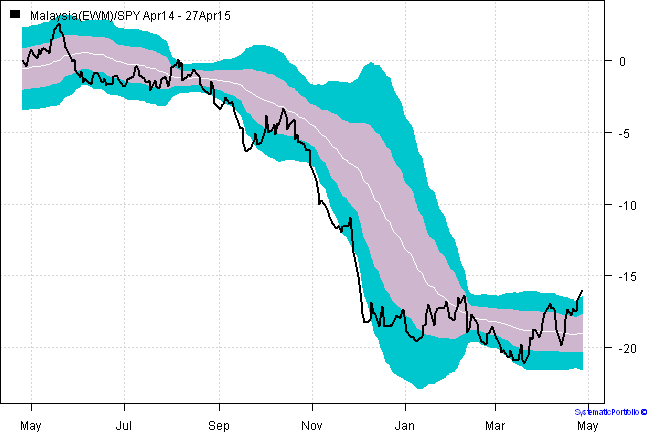 Malaysia(EWM)/SPY Apr14 - 27Apr15
0
-5
-10
-15
-20
May Jul Sep Nov Jan Mar May
SystematicPortfolio ©